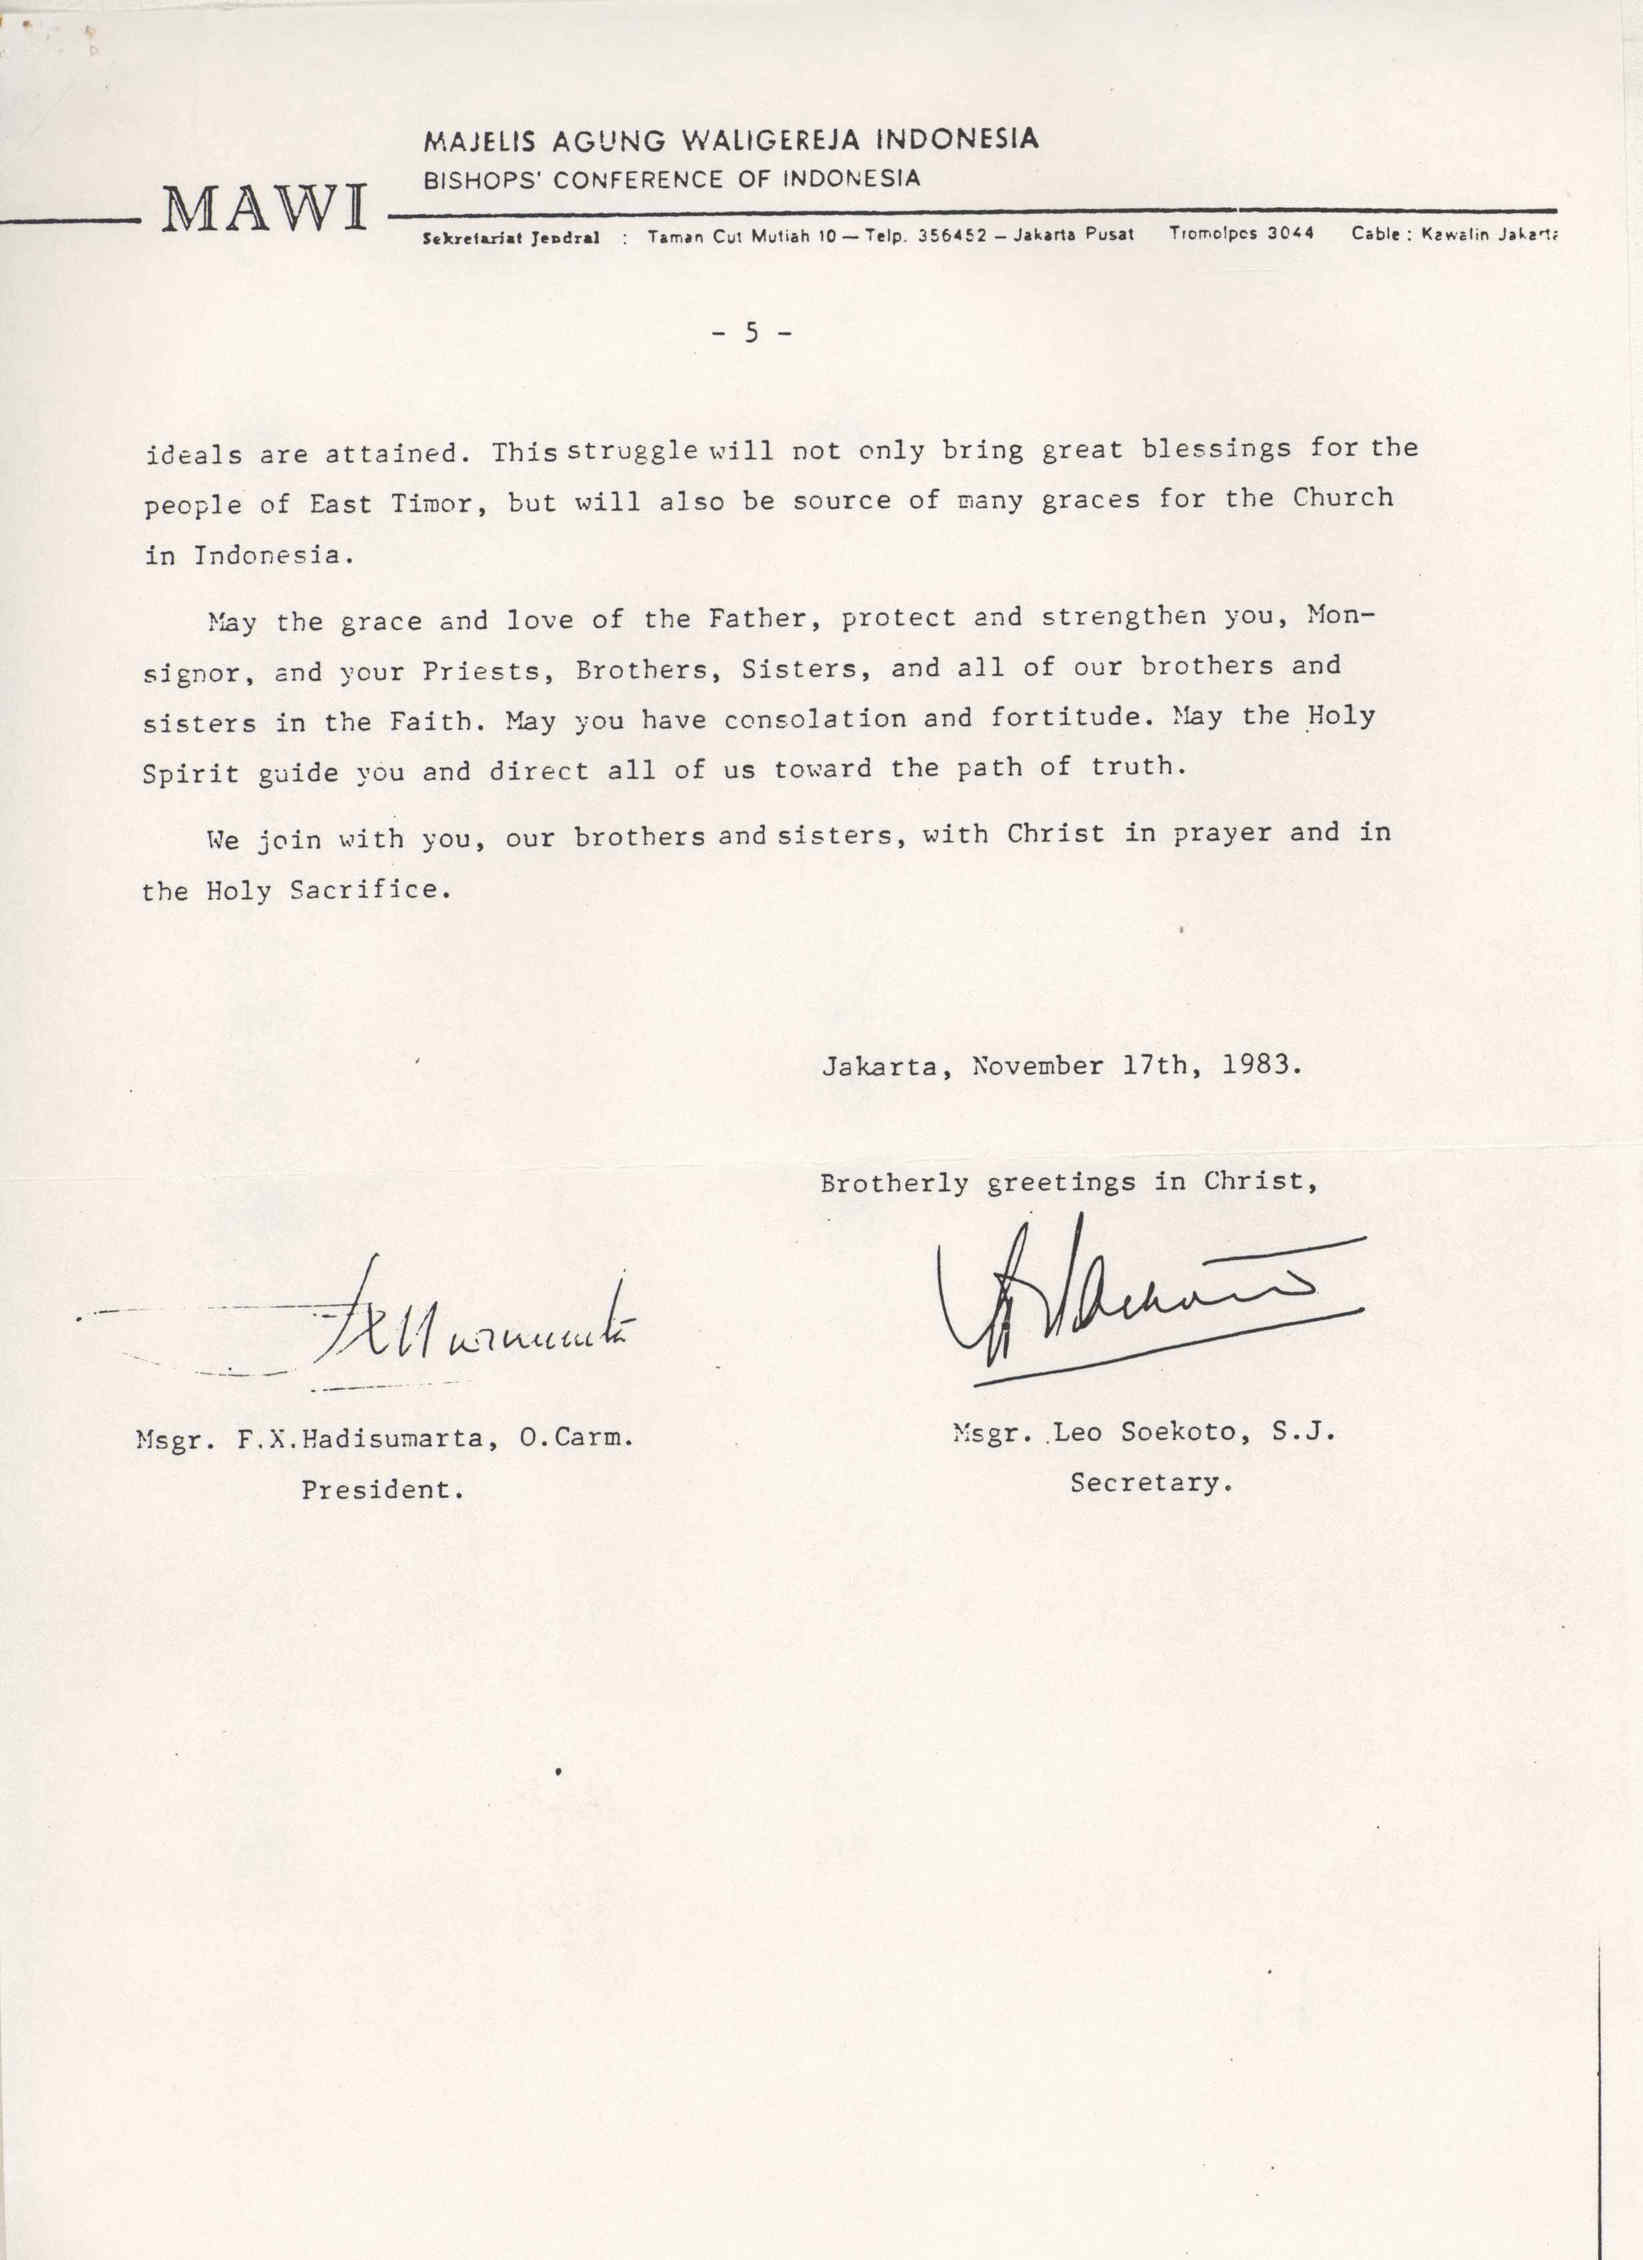 MAJELIS AGUNG WALIGEREJA INDONESIA
BISHOPS' CONFERENCE OF INDONESIA
MAWI
Sekretariat Jendral : Taman Cut Mutiah 10 — Telp. 356452 — Jakarta Pusat Tromolpos 3044 Cable : Kawalin Jakarta
- 5 -
ideals are attained. This struggle will not only bring great blessings for the
people of East Timor, but will also be source of many graces for the Church
in Indonesia.
May the grace and love of the Father, protect and strengthen you, Mon-
signor, and your Priests, Brothers, Sisters, and all of our brothers and
sisters in the Faith. May you have consolation and fortitude. May the Holy
Spirit guide you and direct all of us toward the path of truth.
We join with you, our brothers and sisters, with Christ in prayer and in
the Holy Sacrifice.
Jakarta, November 17th, 1983.
Brotherly greetings in Christ,
Msgr. F.X.Hadisumarta, O.Carm.
President.
Msgr. Leo Soekoto, S.J.
Secretary.